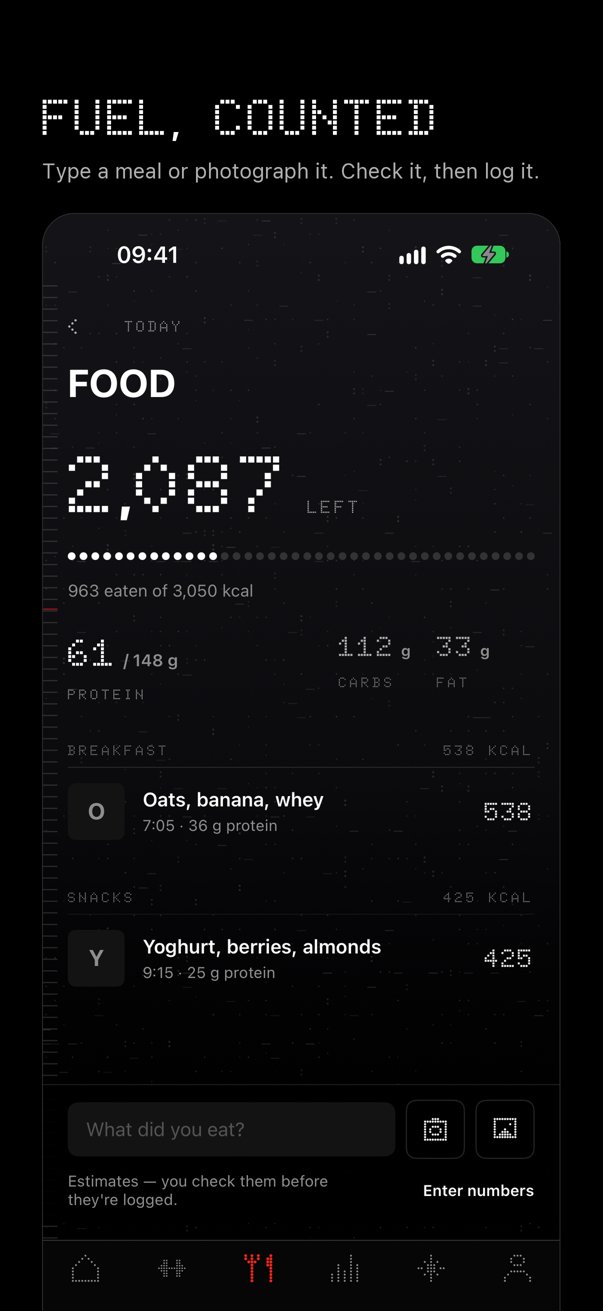 FUEL, COUNTED
Type a meal or photograph it. Check it, then log it.
09:41
< TODAY
FOOD
2,087 LEFT
963 eaten of 3,050 kcal
61 / 148 g
112 g 33 g
PROTEIN
CARBS FAT
BREAKFAST 538 KCAL
O
Oats, banana, whey
7:05 · 36 g protein
538
SNACKS 425 KCAL
Y
Yoghurt, berries, almonds
9:15 · 25 g protein
425
What did you eat?
Estimates — you check them before
they're logged.
Enter numbers